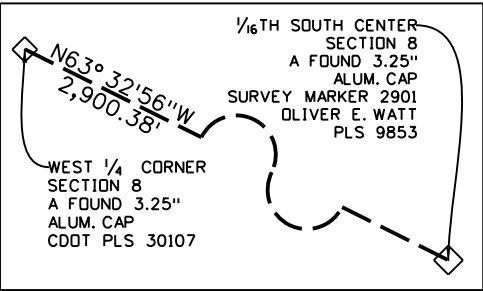 1/16TH SOUTH CENTER
SECTION 8
A FOUND 3.25"
ALUM. CAP
SURVEY MARKER 2901
OLIVER E. WATT
PLS 9853
N63° 32'56"W
2,900.38'
WEST 1/4 CORNER
SECTION 8
A FOUND 3.25"
ALUM. CAP
CDOT PLS 30107